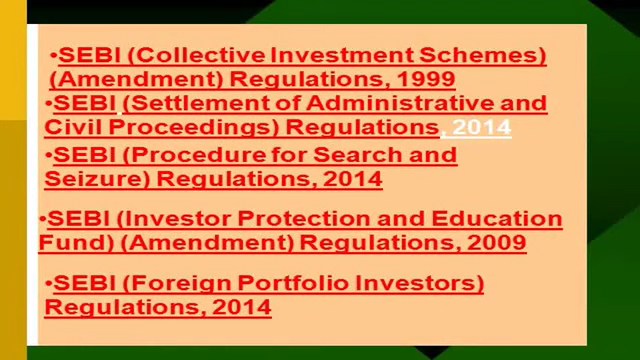 •SEBI (Collective Investment Schemes)
(Amendment) Regulations, 1999
•SEBI (Settlement of Administrative and
Civil Proceedings) Regulations, 2014
•SEBI (Procedure for Search and
Seizure) Regulations, 2014
•SEBI (Investor Protection and Education
Fund) (Amendment) Regulations, 2009
•SEBI (Foreign Portfolio Investors)
Regulations, 2014